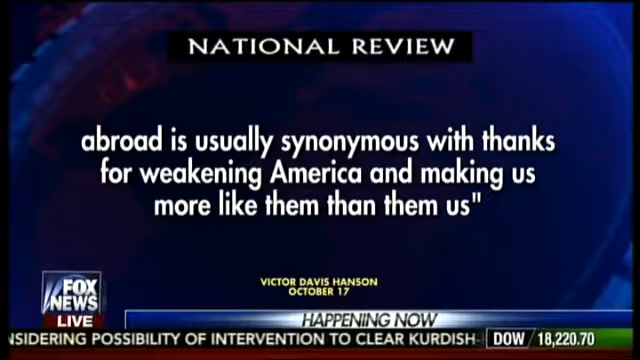 NATIONAL REVIEW
abroad is usually synonymous with thanks
for weakening America and making us
more like them than them us"
VICTOR DAVIS HANSON
OCTOBER 17
FOX
NEWS
LIVE
HAPPENING NOW
NSIDERING POSSIBILITY OF INTERVENTION TO CLEAR KURDISH
DOW 18,220.70